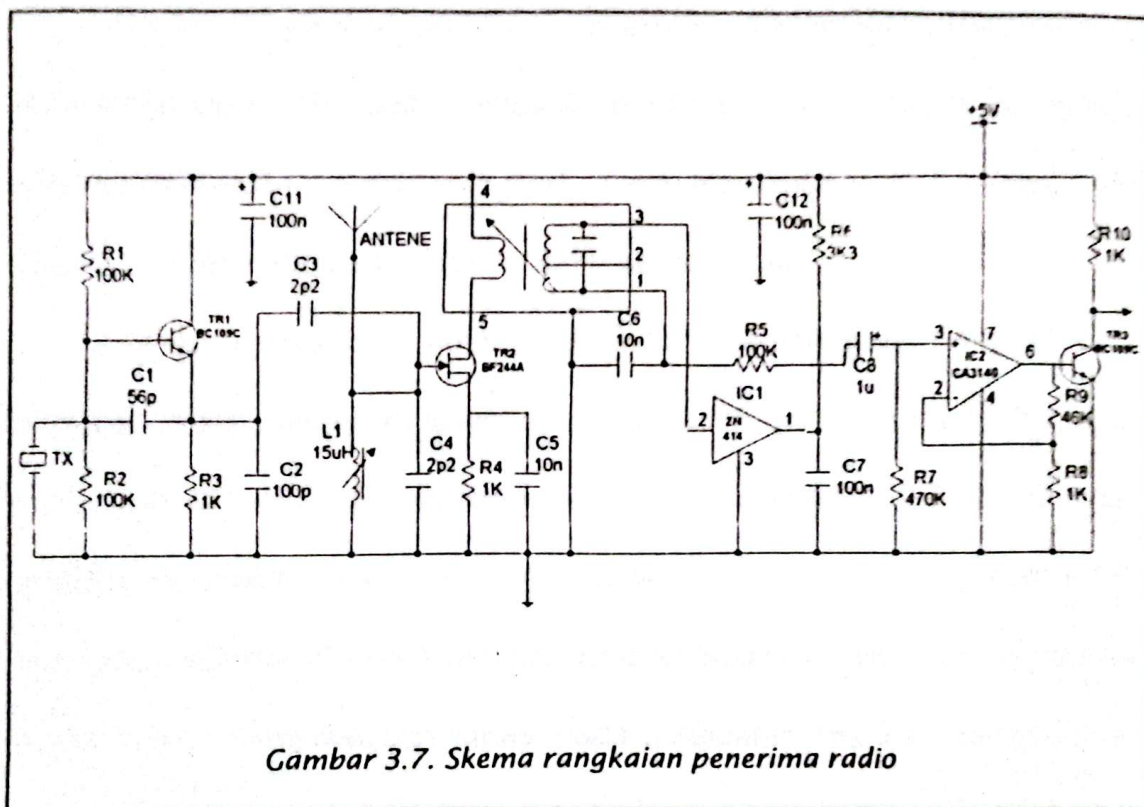 +5V
C11
100n
ANTENE
4
3
2
1
5
C12
100n
R6
3K3
R10
1K
R1
100K
C3
2p2
TR1
BC109C
C6
10n
R5
100K
TR2
BF244A
C8
1u
3
7
IC2
CA3140
6
2
4
TR3
BC109C
C1
56p
IC1
2
ZN
414
1
3
R9
46K
TX
R2
100K
R3
1K
C2
100p
L1
15uH
C4
2p2
R4
1K
C5
10n
C7
100n
R7
470K
R8
1K
Gambar 3.7. Skema rangkaian penerima radio